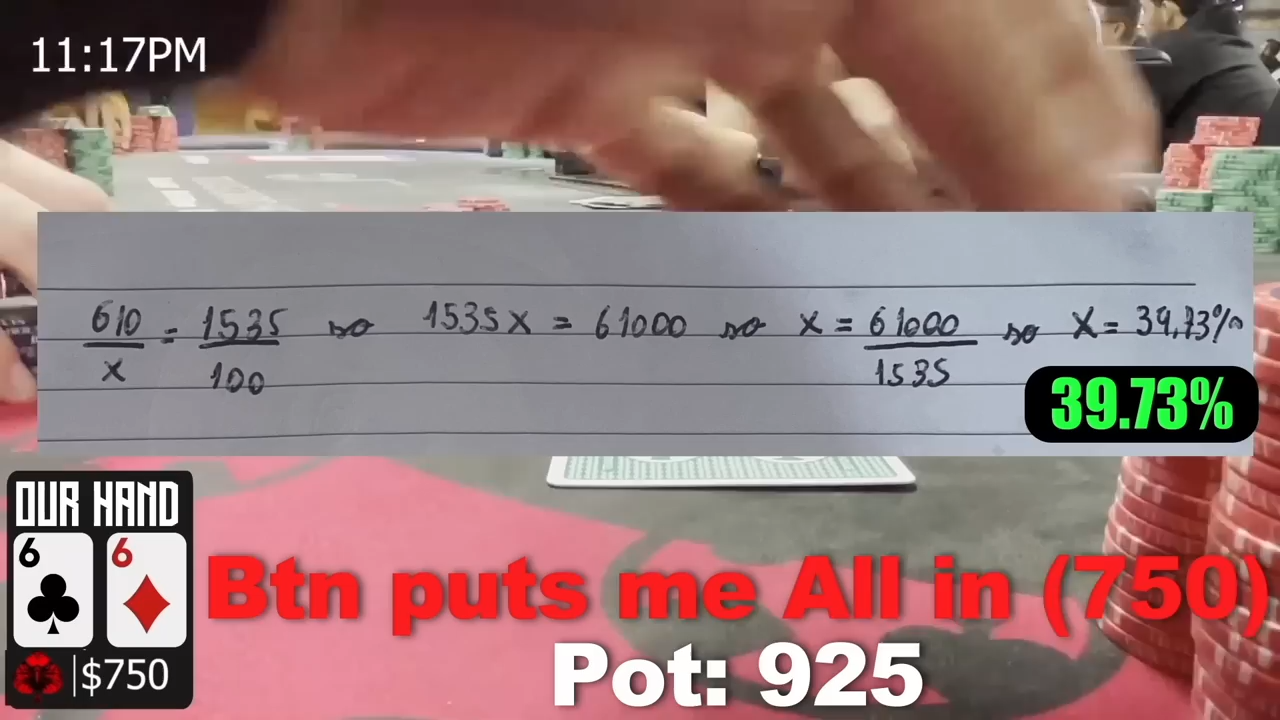 11:17PM
610/x = 1535/100 so 1535x = 61000 so x = 61000/1535 so x = 39,73%
39.73%
OUR HAND
6 6
$750
Btn puts me All in (750)
Pot: 925